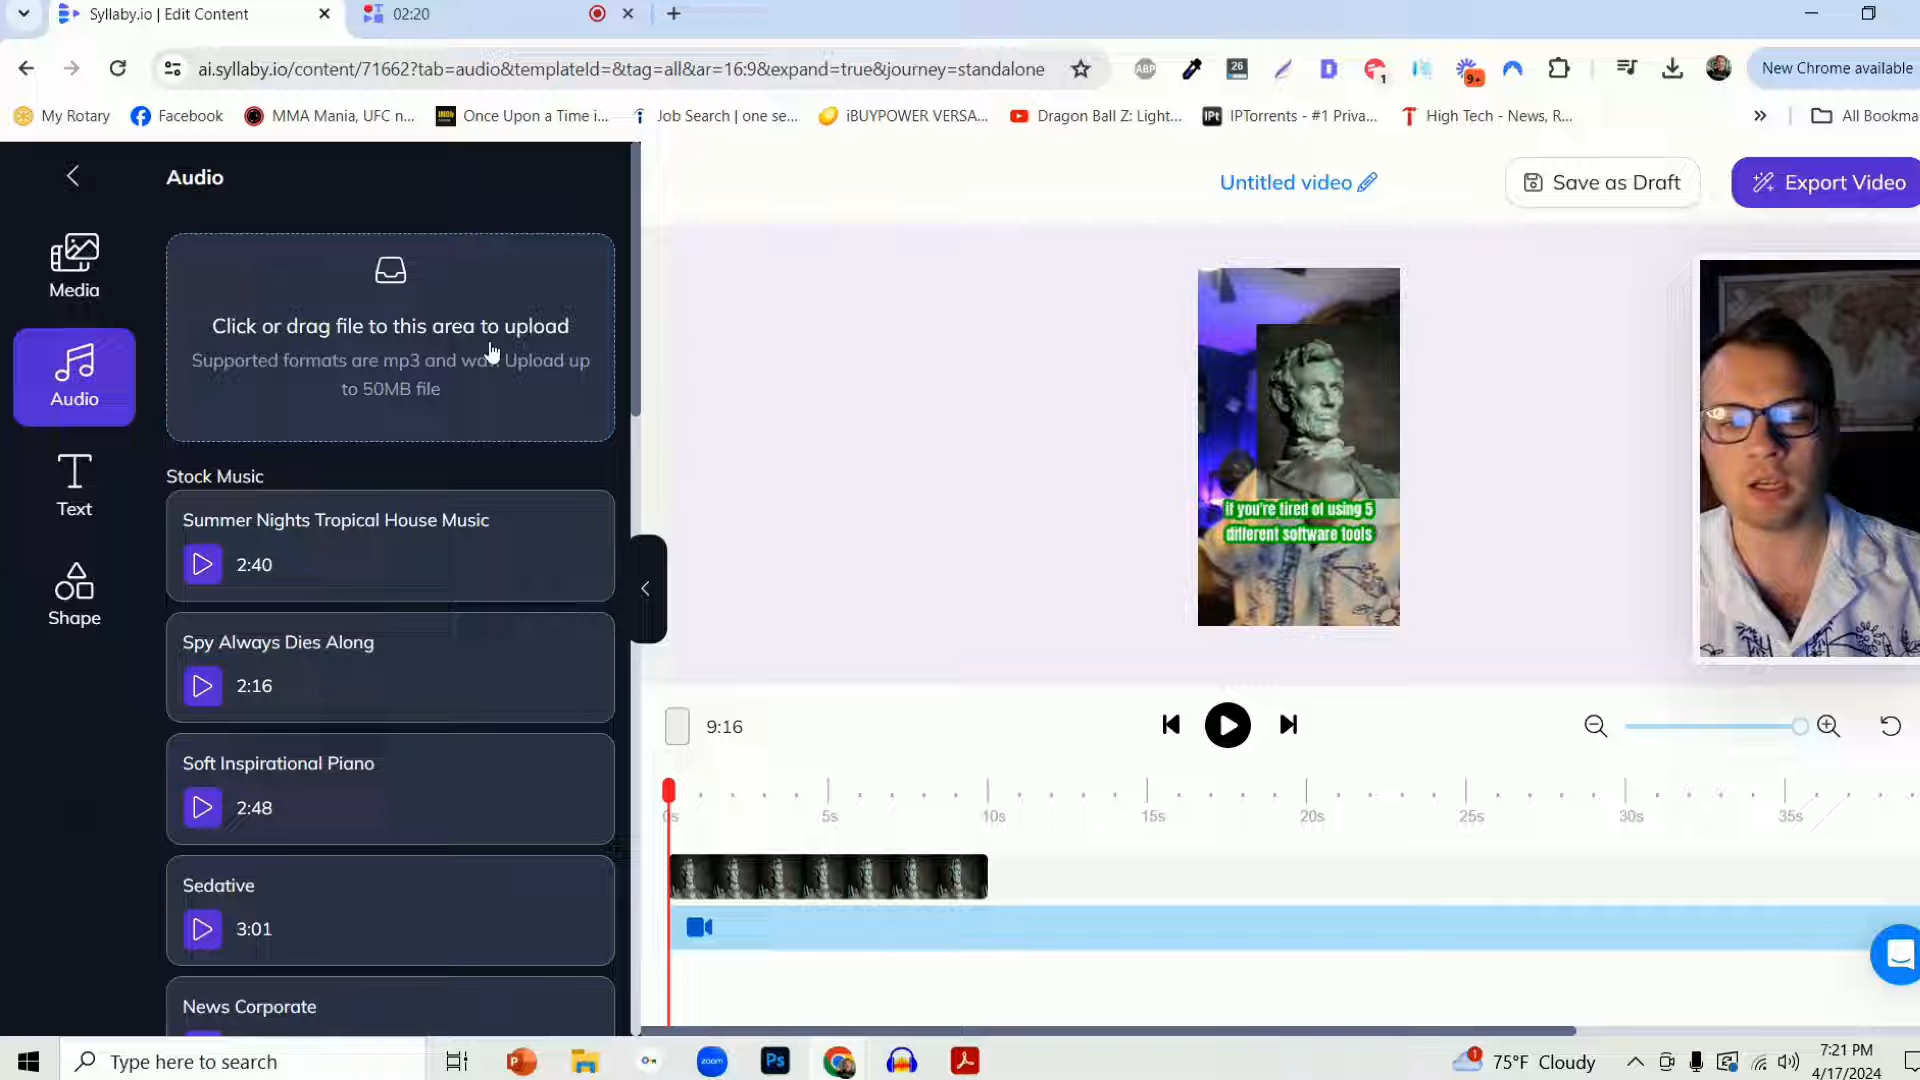 Syllaby.io | Edit Content
02:20
ai.syllaby.io/content/71662?tab=audio&templateId=&tag=all&ar=16:9&expand=true&journey=standalone
ABP
26
1
9+
New Chrome available
My Rotary
Facebook
MMA Mania, UFC n...
Once Upon a Time i...
Job Search | one se...
iBUYPOWER VERSA...
Dragon Ball Z: Light...
IPTorrents - #1 Priva...
High Tech - News, R...
All Bookma
Audio
Untitled video
Save as Draft
Export Video
Media
Click or drag file to this area to upload
Supported formats are mp3 and wav. Upload up
to 50MB file
Audio
Stock Music
Text
Summer Nights Tropical House Music
2:40
if you're tired of using 5
different software tools
Shape
Spy Always Dies Along
2:16
9:16
Soft Inspirational Piano
2:48
0s
5s
10s
15s
20s
25s
30s
35s
Sedative
3:01
News Corporate
Type here to search
zoom
Ps
1
75°F Cloudy
7:21 PM
4/17/2024